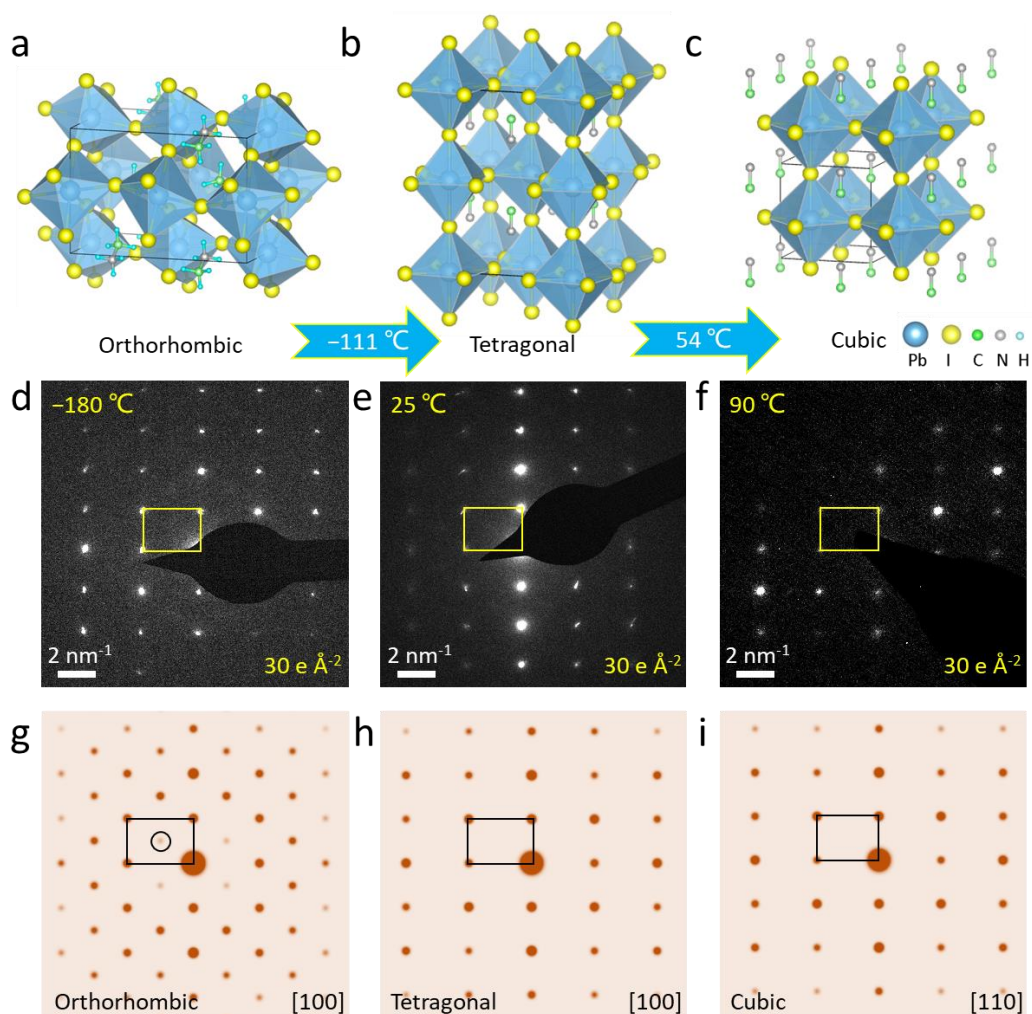 a
b
c
Orthorhombic
−111 ℃
Tetragonal
54 ℃
Cubic
Pb I C N H
d
−180 ℃
2 nm⁻¹
30 e Å⁻²
e
25 ℃
2 nm⁻¹
30 e Å⁻²
f
90 ℃
2 nm⁻¹
30 e Å⁻²
g
Orthorhombic
[100]
h
Tetragonal
[100]
i
Cubic
[110]